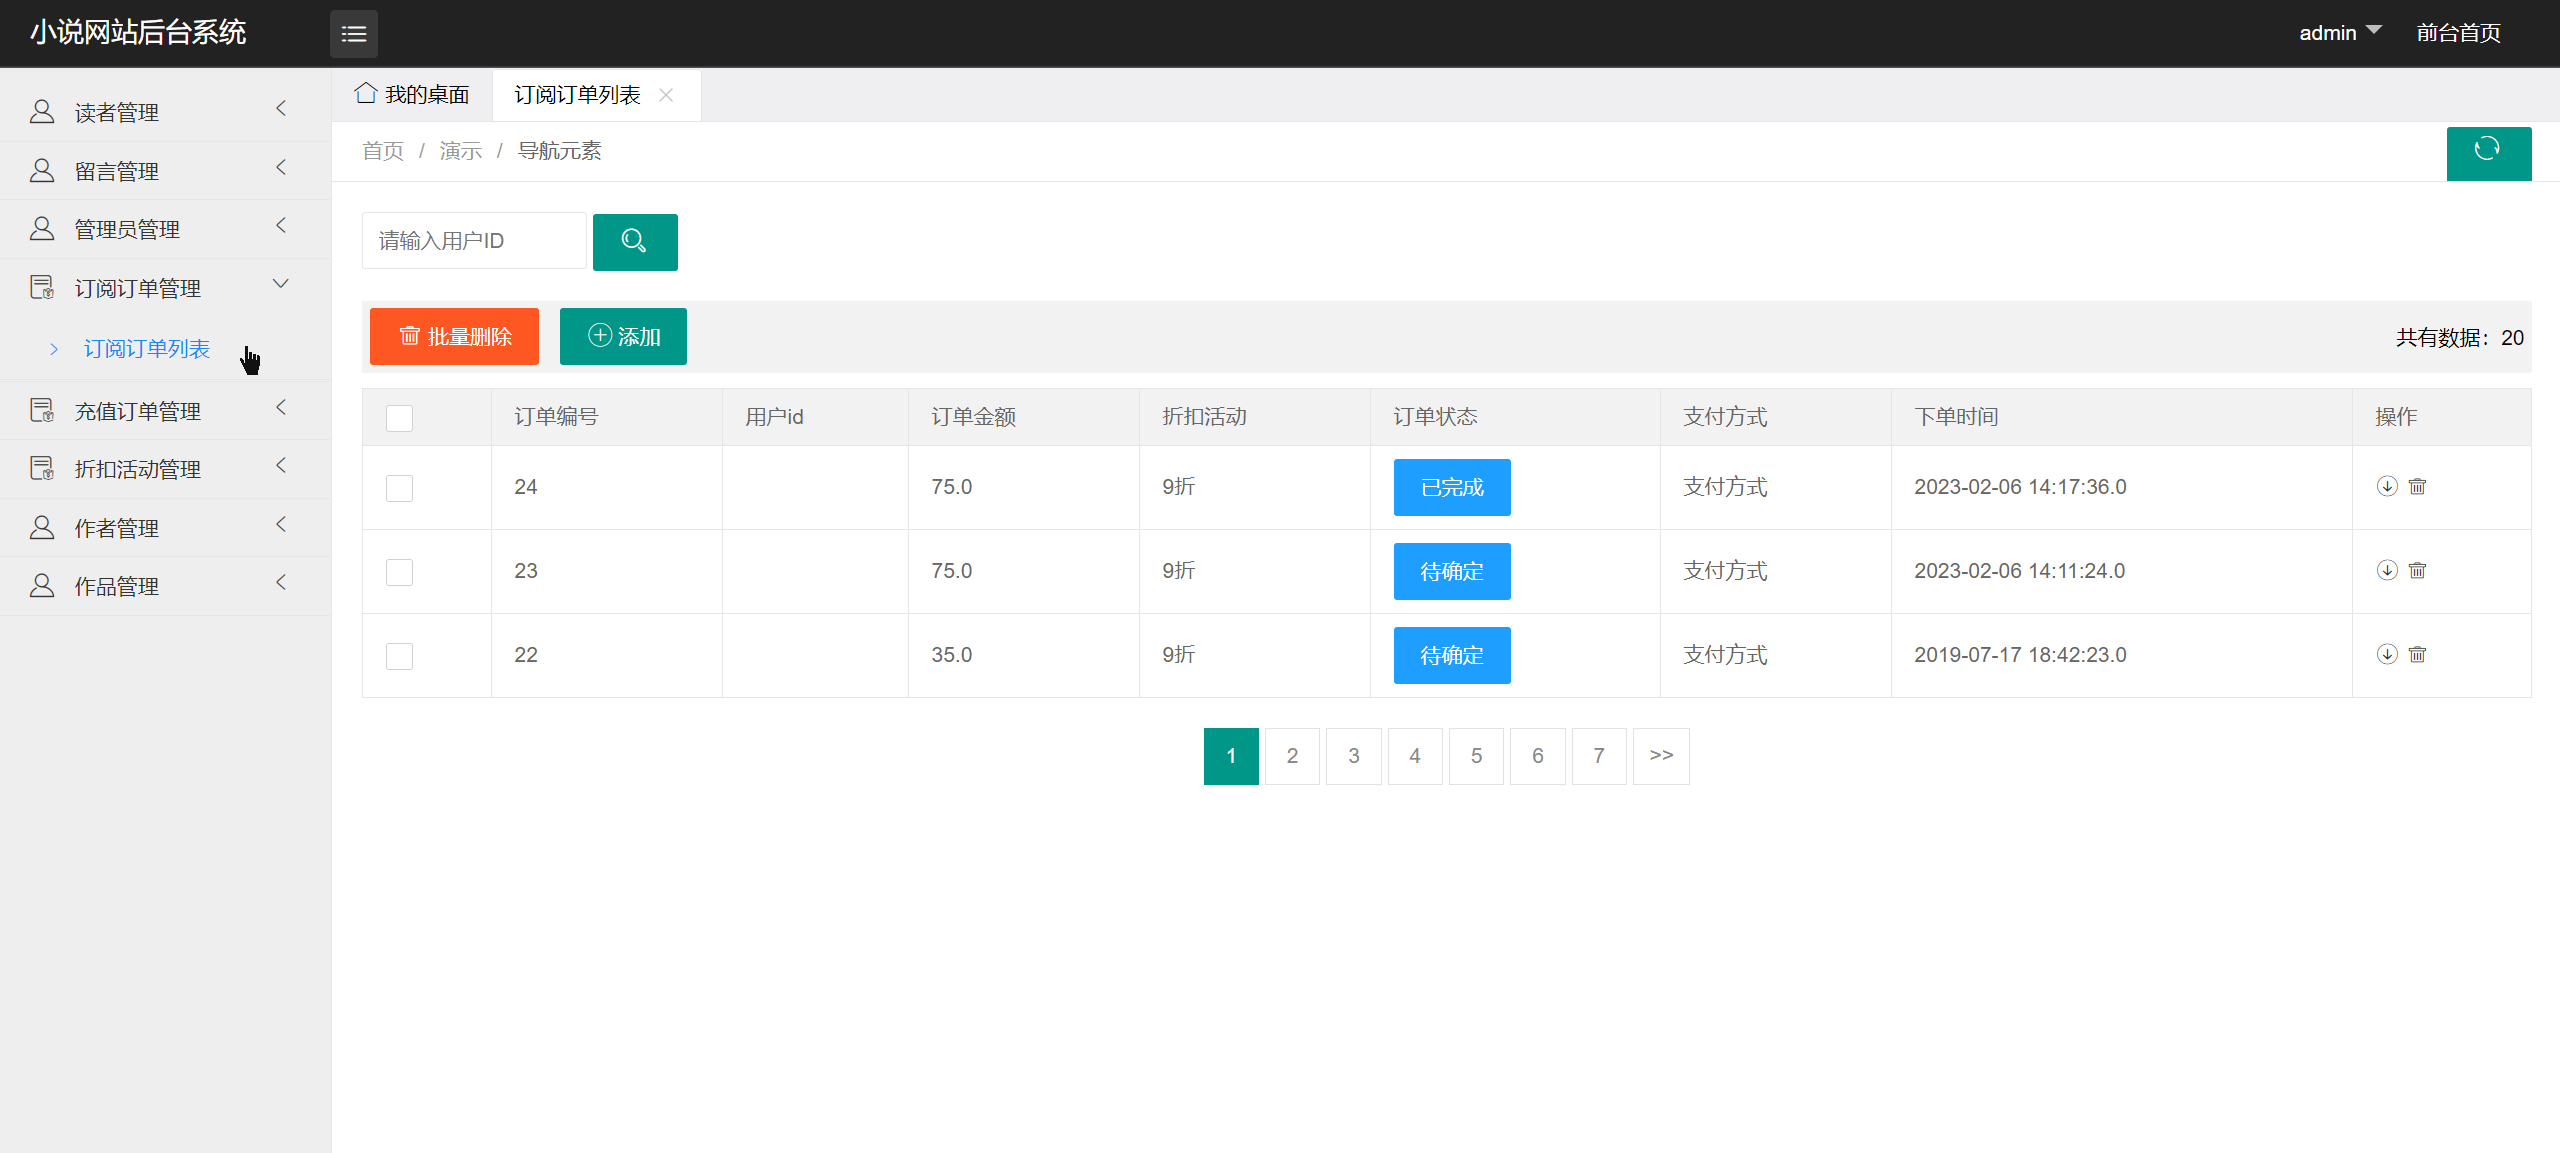 小说网站后台系统
admin 前台首页
读者管理
留言管理
管理员管理
订阅订单管理
订阅订单列表
充值订单管理
折扣活动管理
作者管理
作品管理
我的桌面 订阅订单列表
首页 / 演示 / 导航元素
请输入用户ID
批量删除 添加 共有数据：20
订单编号 用户id 订单金额 折扣活动 订单状态 支付方式 下单时间 操作
24 75.0 9折 已完成 支付方式 2023-02-06 14:17:36.0
23 75.0 9折 待确定 支付方式 2023-02-06 14:11:24.0
22 35.0 9折 待确定 支付方式 2019-07-17 18:42:23.0
1 2 3 4 5 6 7 >>